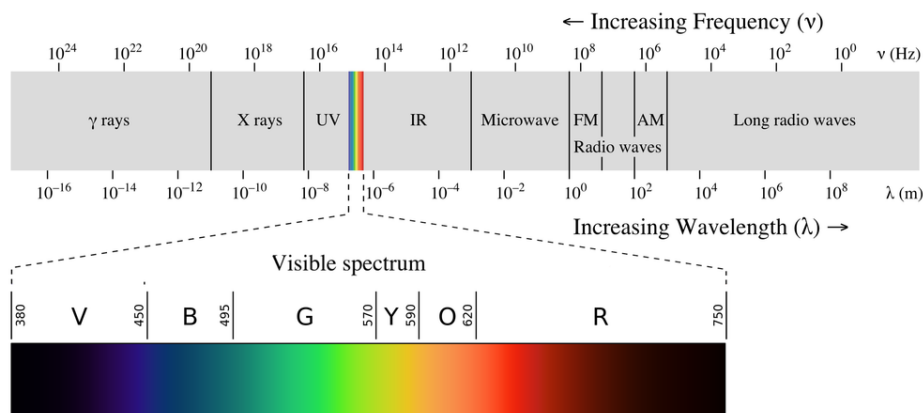 ← Increasing Frequency (ν)
10²⁴ 10²² 10²⁰ 10¹⁸ 10¹⁶ 10¹⁴ 10¹² 10¹⁰ 10⁸ 10⁶ 10⁴ 10² 10⁰ ν (Hz)
γ rays X rays UV IR Microwave FM AM Long radio waves
Radio waves
10⁻¹⁶ 10⁻¹⁴ 10⁻¹² 10⁻¹⁰ 10⁻⁸ 10⁻⁶ 10⁻⁴ 10⁻² 10⁰ 10² 10⁴ 10⁶ 10⁸ λ (m)
Increasing Wavelength (λ) →
Visible spectrum
380 V 450 B 495 G 570 Y 590 O 620 R 750